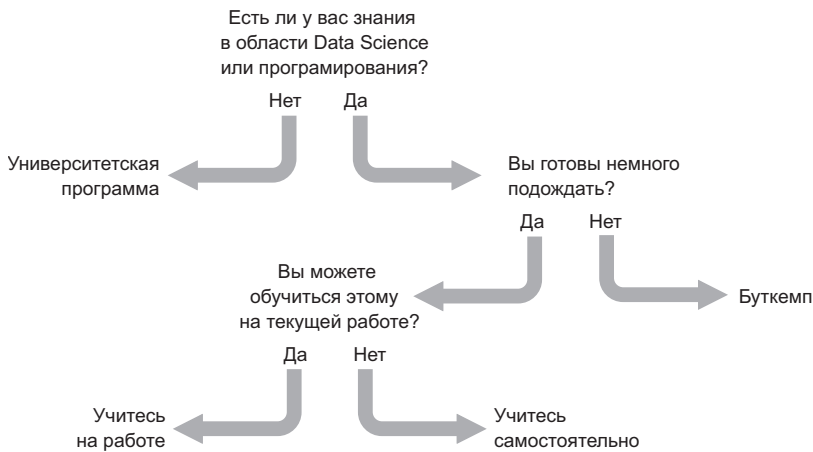 Есть ли у вас знания
в области Data Science
или програмирования?
Нет Да
Университетская
программа
Вы готовы немного
подождать?
Да Нет
Вы можете
обучиться этому
на текущей работе?
Буткемп
Да Нет
Учитесь
на работе
Учитесь
самостоятельно